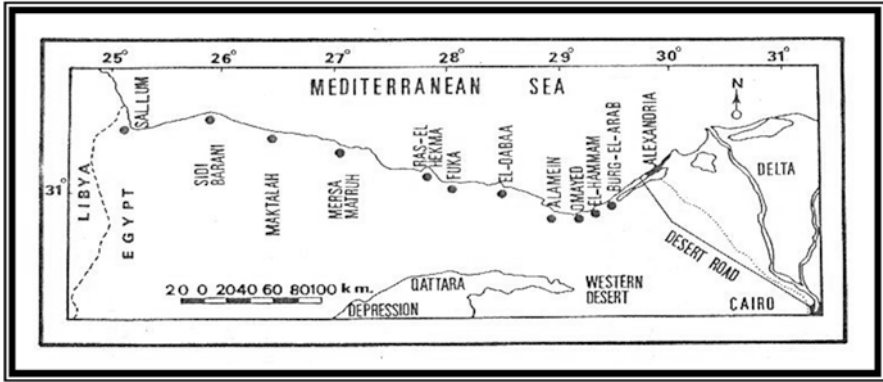 25° 26° 27° 28° 29° 30° 31°
MEDITERRANEAN SEA
N
SALLUM
SIDI
BARANI
MAKTALAH
MERSA
MATRUH
RAS-EL
HEKMA
FUKA
EL-DABAA
ALAMEIN
OMAYED
EL-HAMMAM
BURG-EL-ARAB
ALEXANDRIA
DELTA
31°
LIBYA
EGYPT
DESERT ROAD
CAIRO
WESTERN
DESERT
QATTARA
DEPRESSION
20 0 2040 60 80100 km.